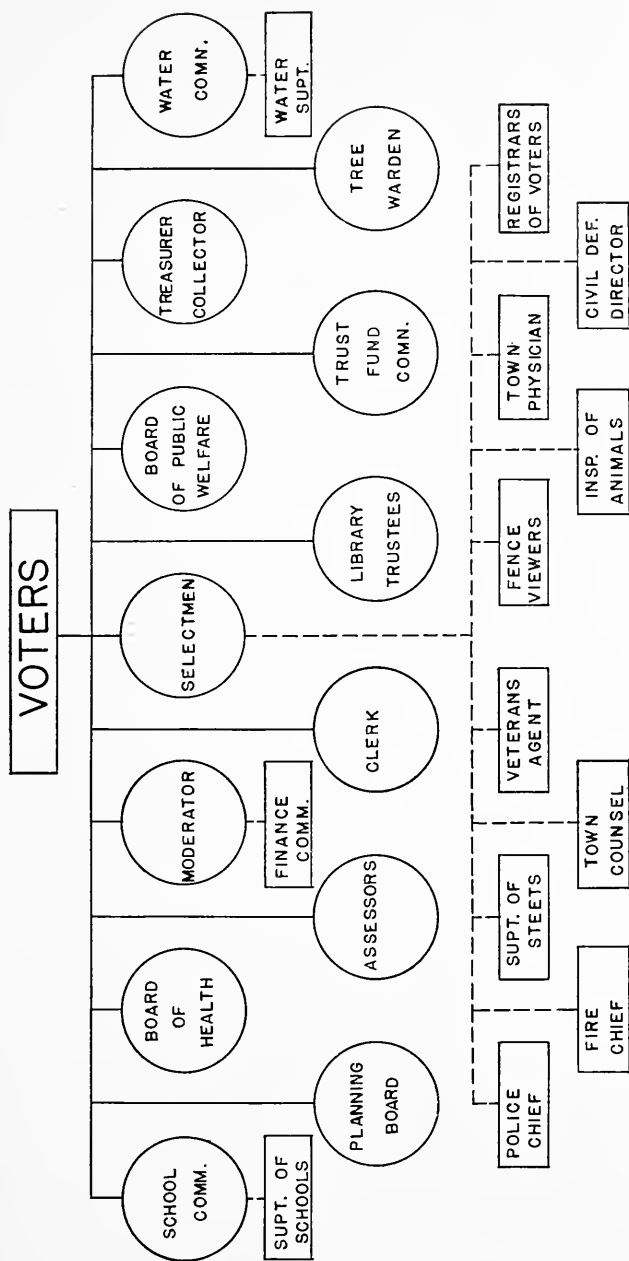 VOTERS
SCHOOL
COMM.
BOARD
OF
HEALTH
MODERATOR
SELECTMEN
BOARD
OF PUBLIC
WELFARE
TREASURER
COLLECTOR
WATER
COMN.
SUPT. OF
SCHOOLS
FINANCE
COMM.
WATER
SUPT.
PLANNING
BOARD
ASSESSORS
CLERK
LIBRARY
TRUSTEES
TRUST
FUND
COMN.
TREE
WARDEN
POLICE
CHIEF
SUPT. OF
STEETS
VETERANS
AGENT
FENCE
VIEWERS
TOWN
PHYSICIAN
REGISTRARS
OF VOTERS
FIRE
CHIEF
TOWN
COUNSEL
INSP. OF
ANIMALS
CIVIL DEF.
DIRECTOR